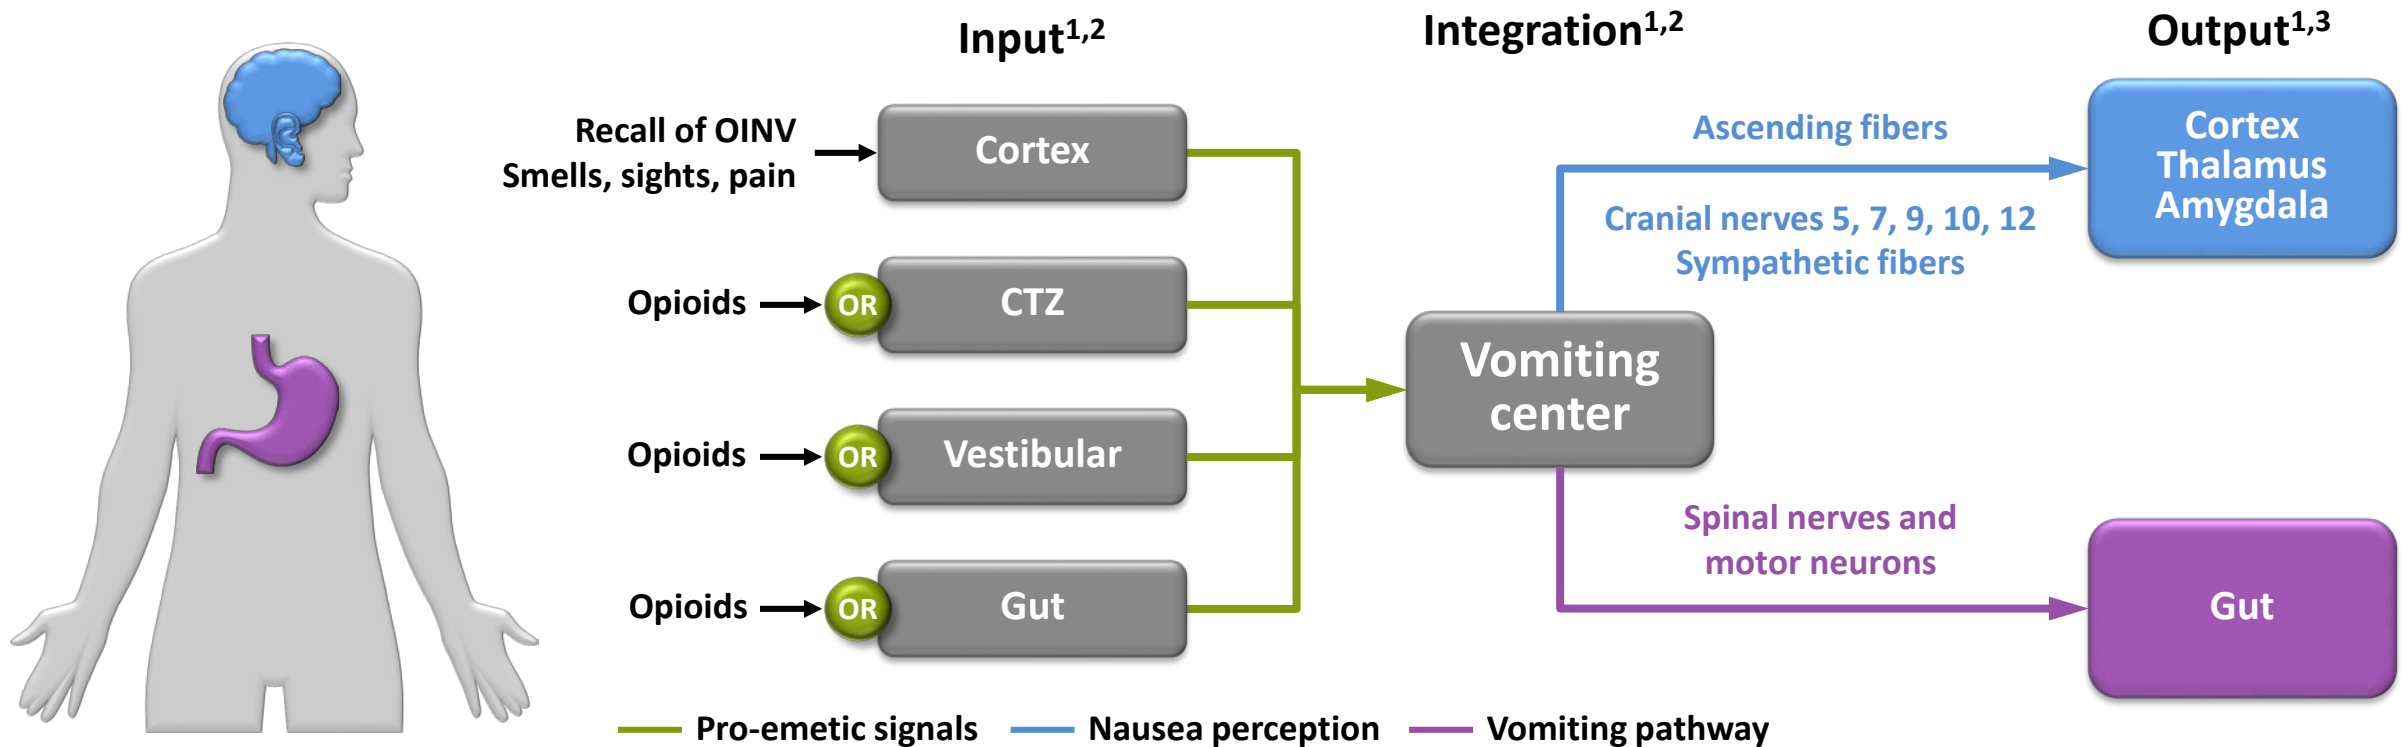 Input1,2
Integration1,2
Output1,3
Recall of OINV
Smells, sights, pain
Cortex
Opioids
OR
CTZ
Opioids
OR
Vestibular
Opioids
OR
Gut
Vomiting
center
Ascending fibers
Cranial nerves 5, 7, 9, 10, 12
Sympathetic fibers
Cortex
Thalamus
Amygdala
Spinal nerves and
motor neurons
Gut
Pro-emetic signals
Nausea perception
Vomiting pathway